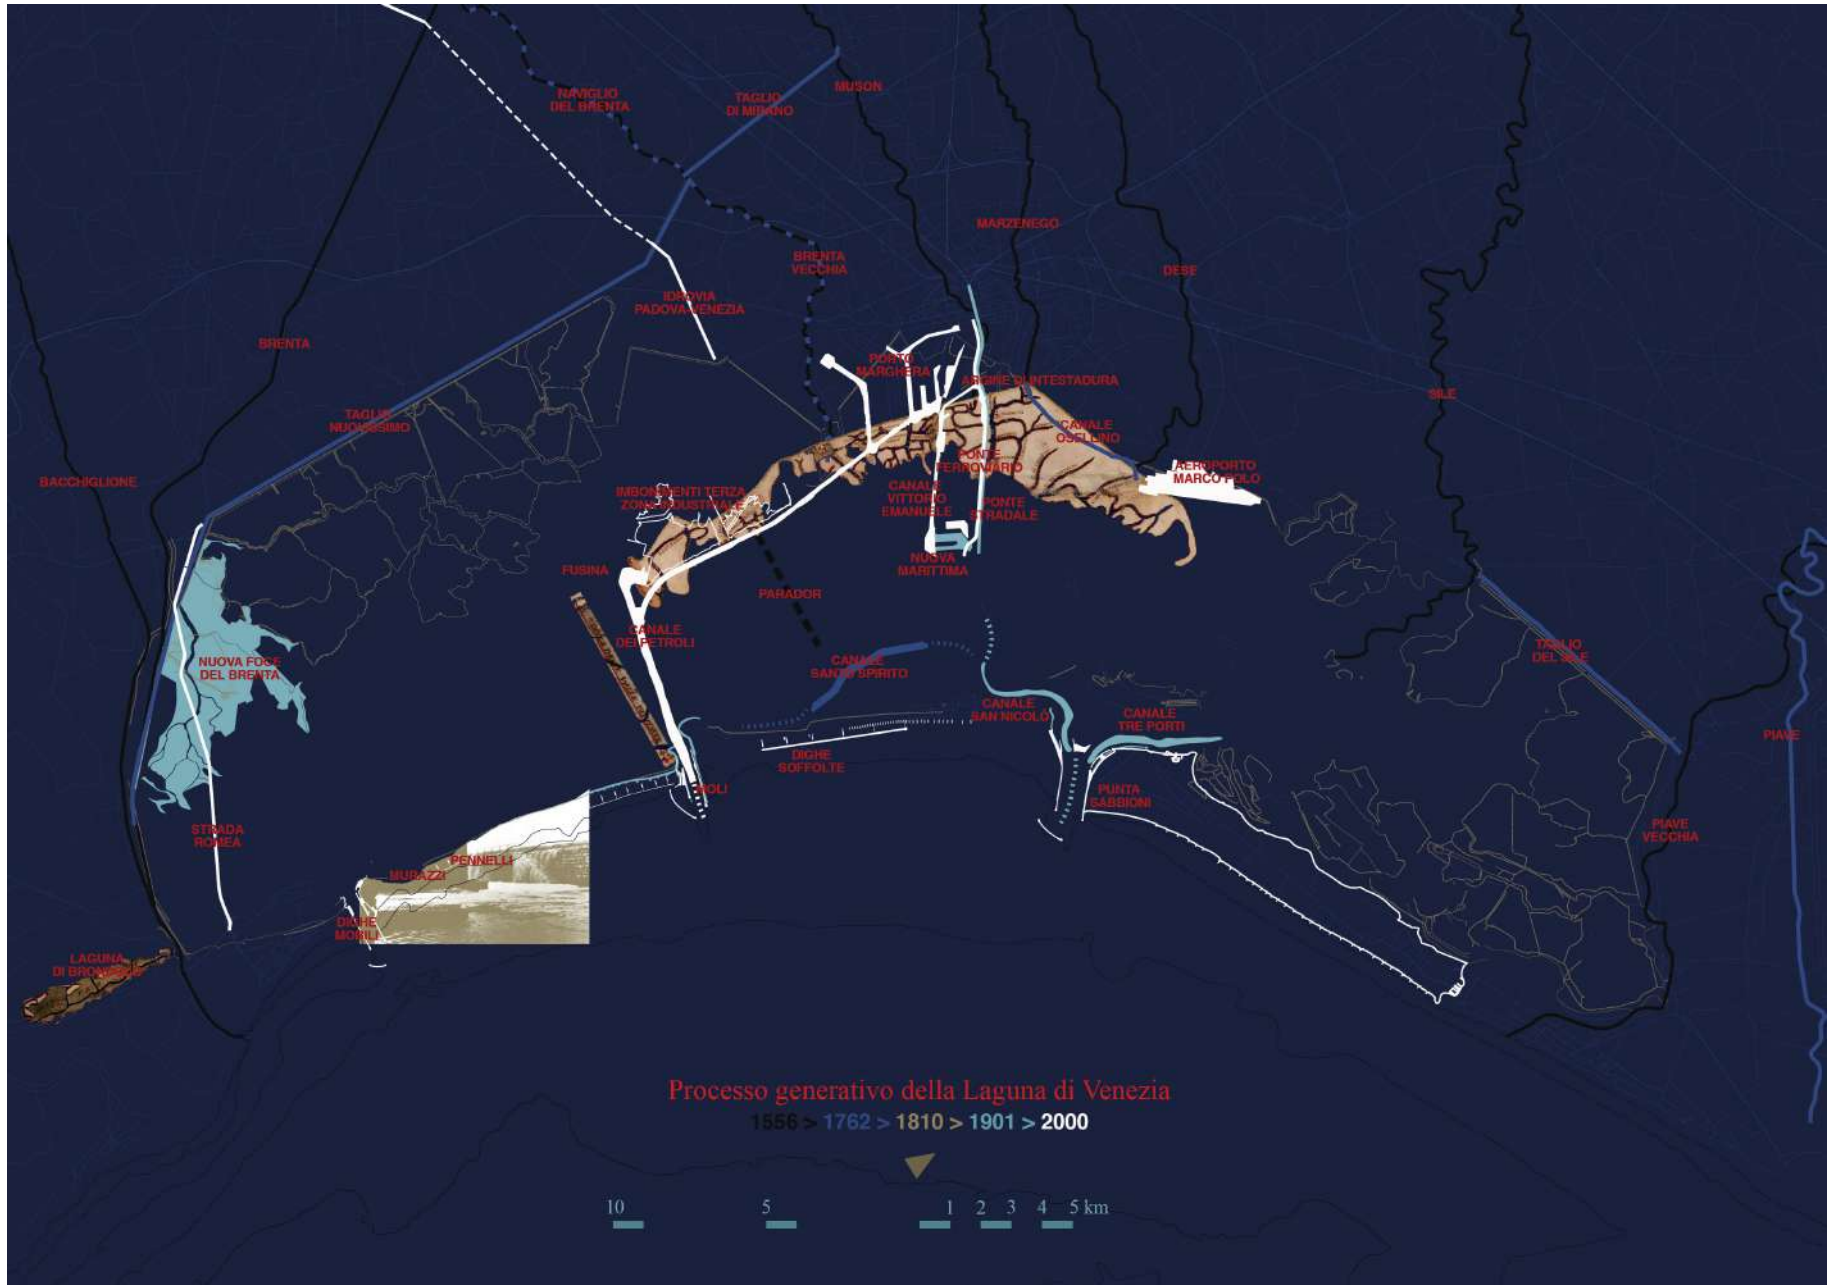 NAVIGLIO
DEL BRENTA
TAGLIO
DI MIRANO
MUSON
MARZENEGO
BRENTA
VECCHIA
DESE
IDROVIA
PADOVA-VENEZIA
BRENTA
PORTO
MARGHERA
ARGINE DI INTESTADURA
SILE
TAGLIO
NUOVISSIMO
CANALE
OSELLINO
PONTE
FERROVIARIO
AEROPORTO
MARCO POLO
BACCHIGLIONE
IMBONIMENTI TERZA
ZONA INDUSTRIALE
CANALE
VITTORIO
EMANUELE
PONTE
STRADALE
NUOVA
MARITTIMA
FUSINA
PARADOR
CANALE
DEI PETROLI
TAGLIO
DEL SILE
NUOVA FOCE
DEL BRENTA
CANALE
SANTO SPIRITO
CANALE
SAN NICOLÒ
CANALE
TRE PORTI
PIAVE
DIGHE
SOFFOLTE
MOLI
PUNTA
SABBIONI
STRADA
ROMEA
PIAVE
VECCHIA
PENNELLI
MURAZZI
DIGHE
MOBILI
LAGUNA
DI BRONDOLO
Processo generativo della Laguna di Venezia
1556 > 1762 > 1810 > 1901 > 2000
10 5 1 2 3 4 5 km